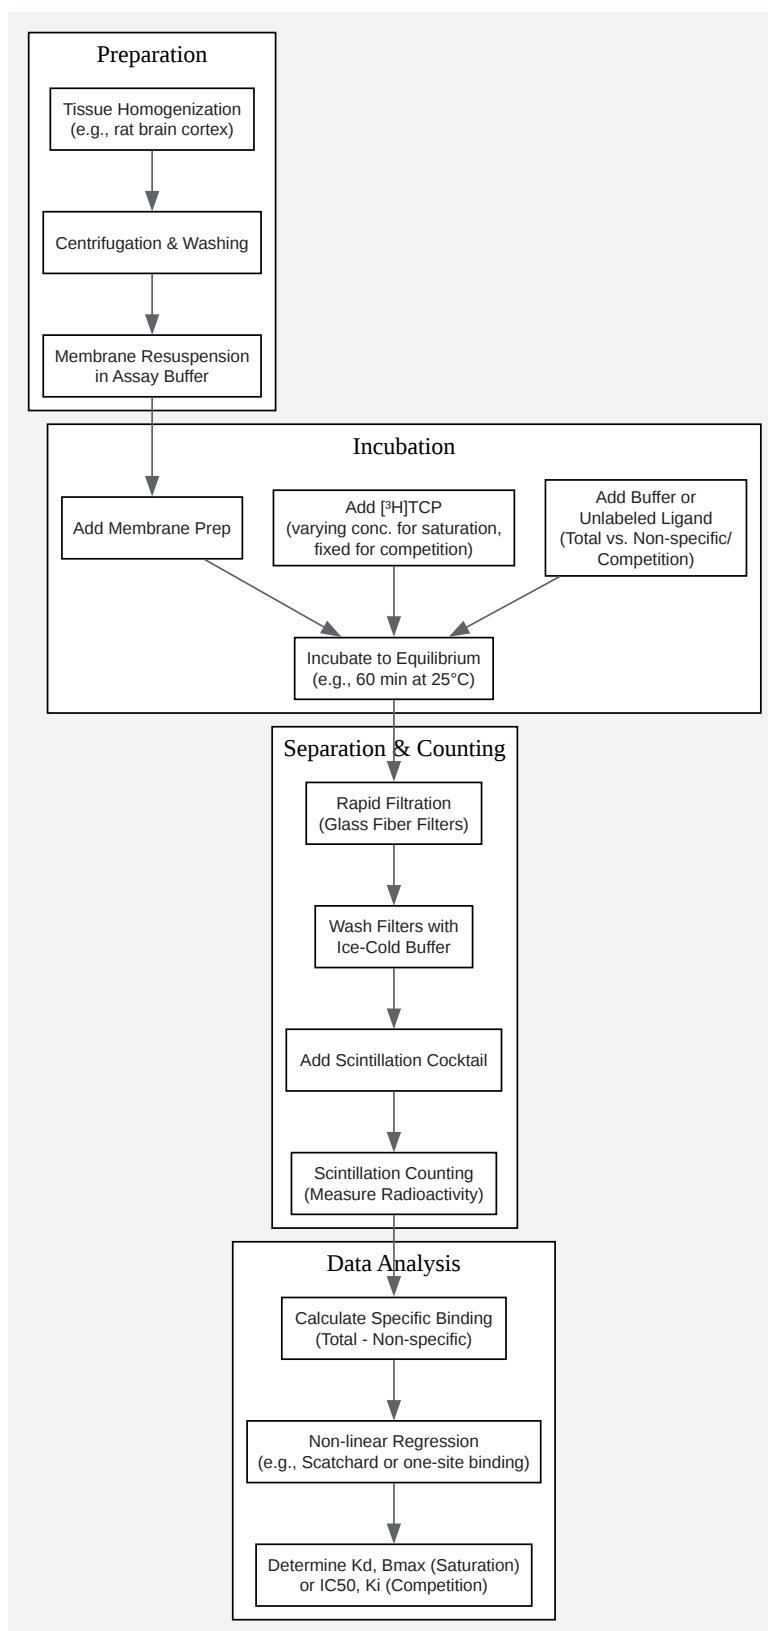 Preparation
Tissue Homogenization
(e.g., rat brain cortex)
Centrifugation & Washing
Membrane Resuspension
in Assay Buffer
Incubation
Add Membrane Prep
Add [³H]TCP
(varying conc. for saturation,
fixed for competition)
Add Buffer or
Unlabeled Ligand
(Total vs. Non-specific/
Competition)
Incubate to Equilibrium
(e.g., 60 min at 25°C)
Separation & Counting
Rapid Filtration
(Glass Fiber Filters)
Wash Filters with
Ice-Cold Buffer
Add Scintillation Cocktail
Scintillation Counting
(Measure Radioactivity)
Data Analysis
Calculate Specific Binding
(Total - Non-specific)
Non-linear Regression
(e.g., Scatchard or one-site binding)
Determine Kd, Bmax (Saturation)
or IC50, Ki (Competition)